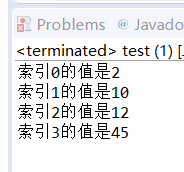 Problems @ Javado
<terminated> test (1) [.
索引0的值是2
索引1的值是10
索引2的值是12
索引3的值是45